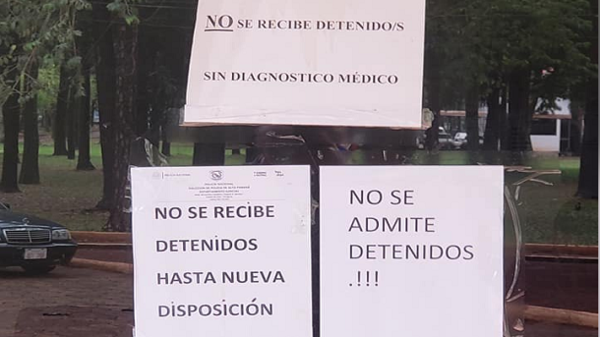 NO SE RECIBE DETENIDO/S
SIN DIAGNOSTICO MÉDICO
NO SE RECIBE
DETENIDOS
HASTA NUEVA
DISPOSICIÓN
NO SE
ADMITE
DETENIDOS
.!!!